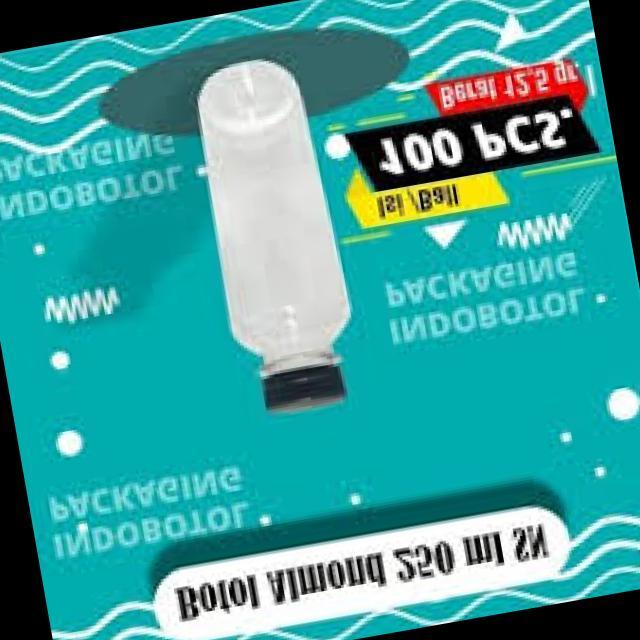 Botol Almond 250 ml SN
INDOBOTOL
PACKAGING
INDOBOTOL
PACKAGING
Isi \Ball
100 PCS.
Berat 12,5 gr
INDOBOTOL
PACKAGING